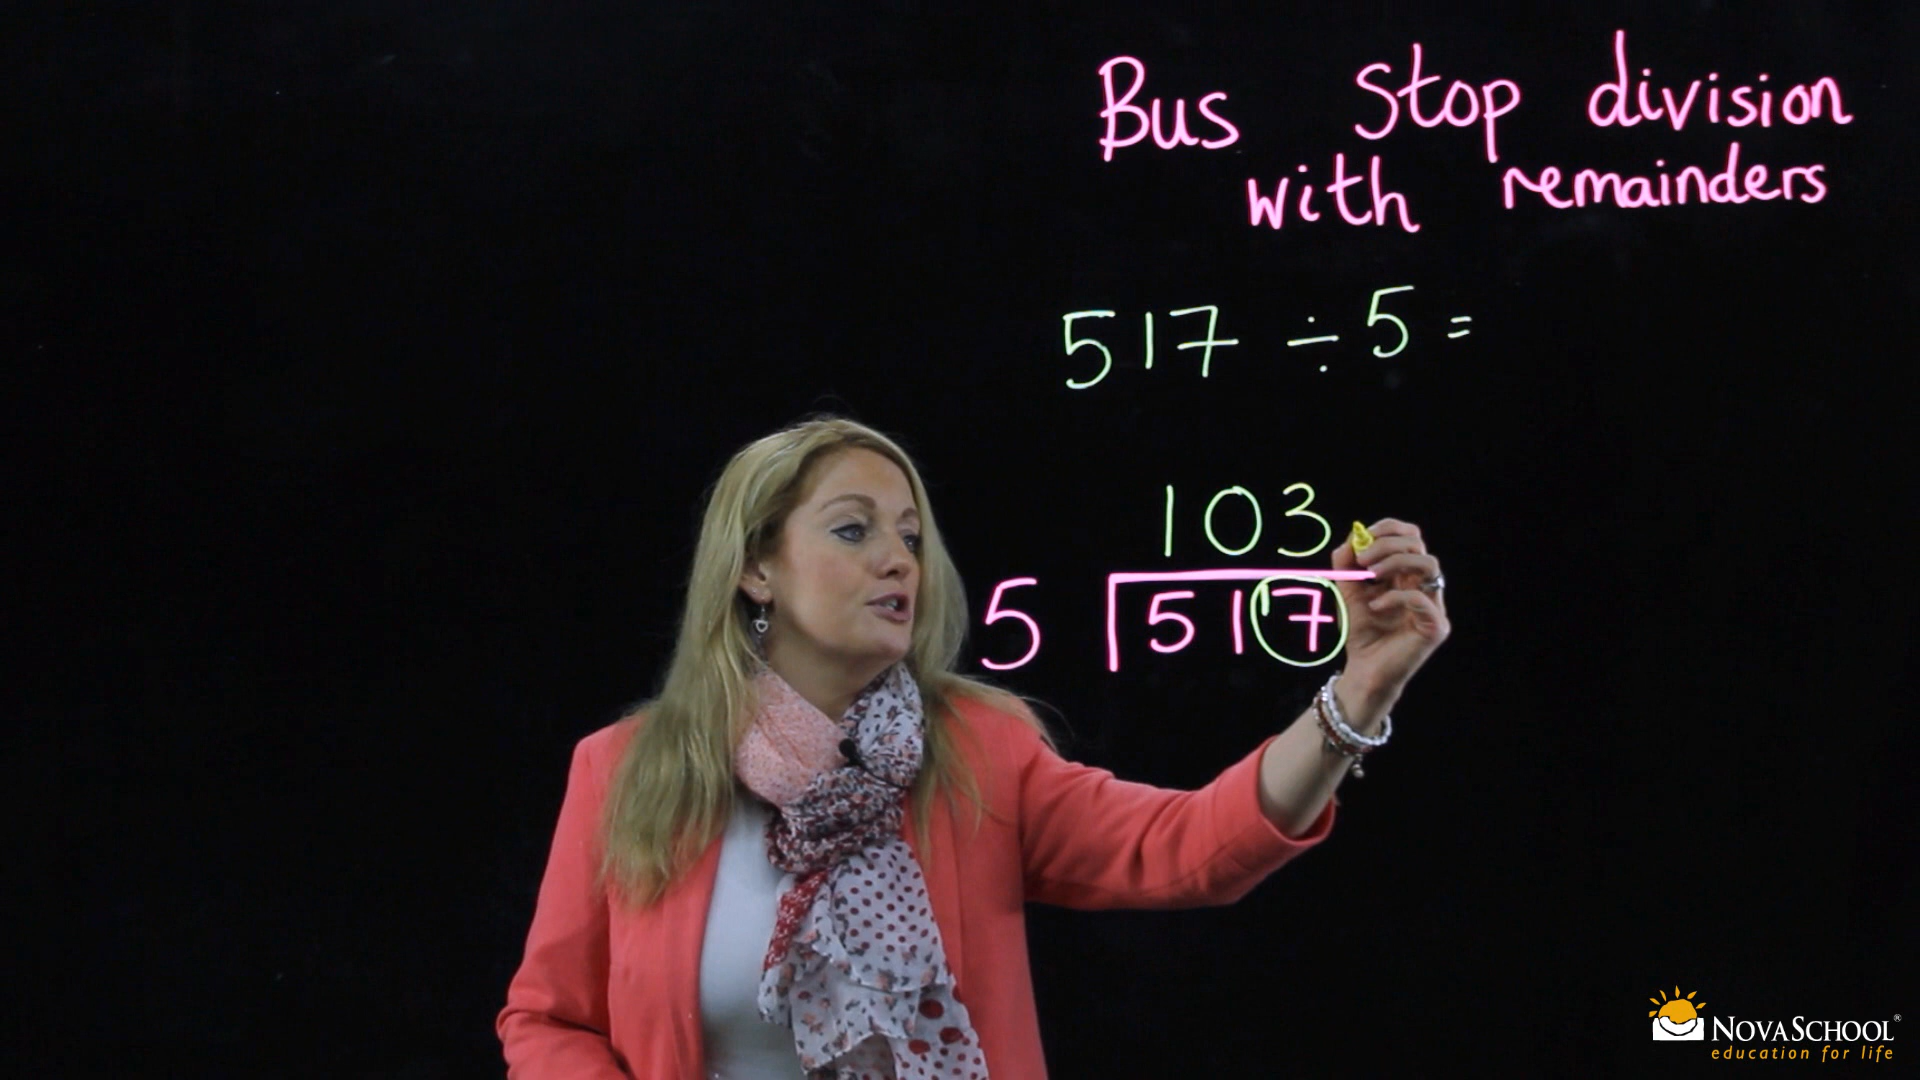 Bus Stop division
with remainders
517 ÷ 5 =
103
5 517
NOVASCHOOL®
education for life